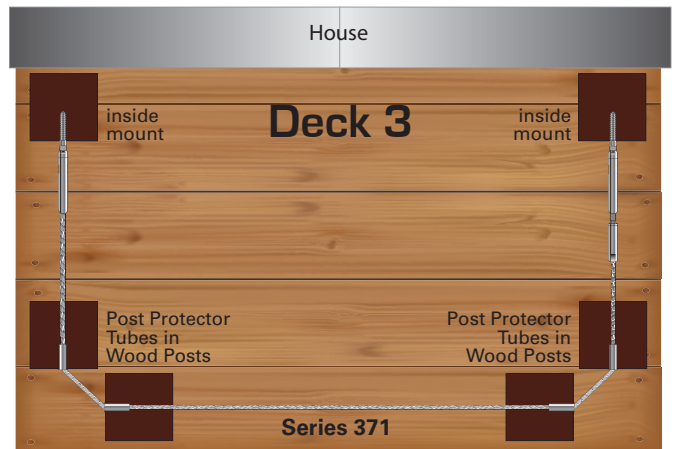 House
inside
mount
Deck 3
inside
mount
Post Protector
Tubes in
Wood Posts
Post Protector
Tubes in
Wood Posts
Series 371